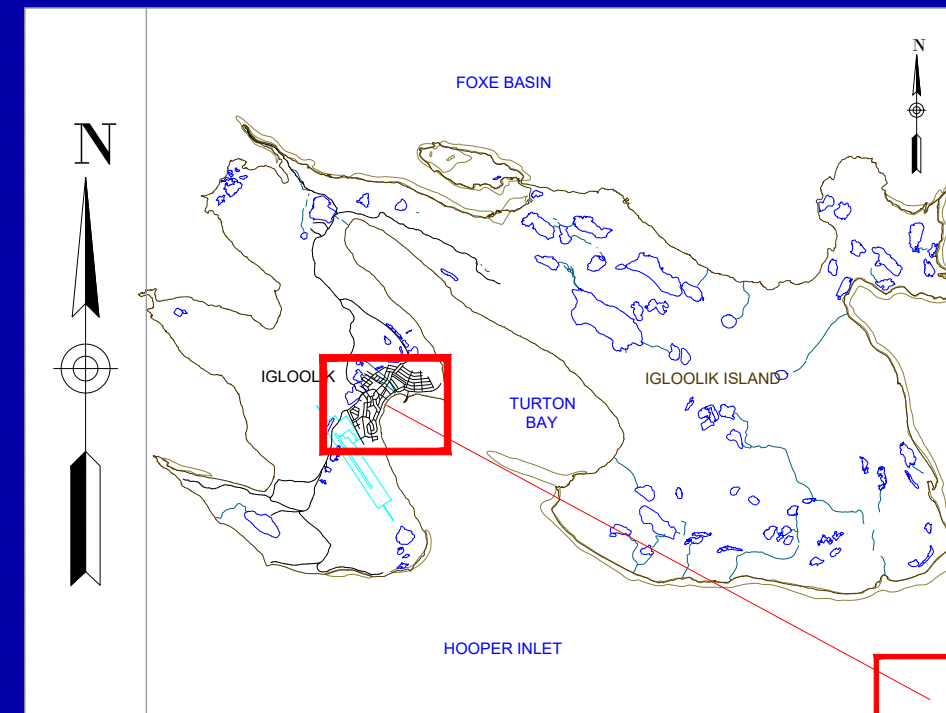 N
FOXE BASIN
N
IGLOOLIK
IGLOOLIK ISLAND
TURTON
BAY
HOOPER INLET